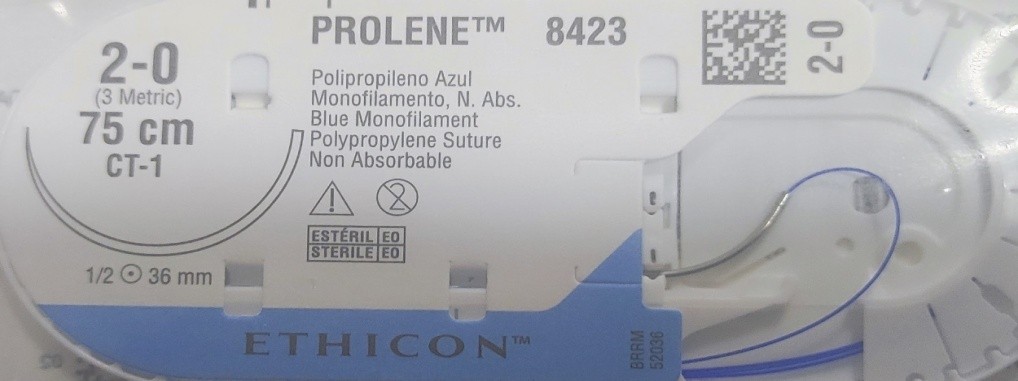 PROLENE™ 8423
2-0
(3 Metric)
75 cm
CT-1
1/2 ⊙ 36 mm
Polipropileno Azul
Monofilamento, N. Abs.
Blue Monofilament
Polypropylene Suture
Non Absorbable
2
ESTÉRIL EO
STERILE EO
2-0
ETHICON™
BRRM
52036